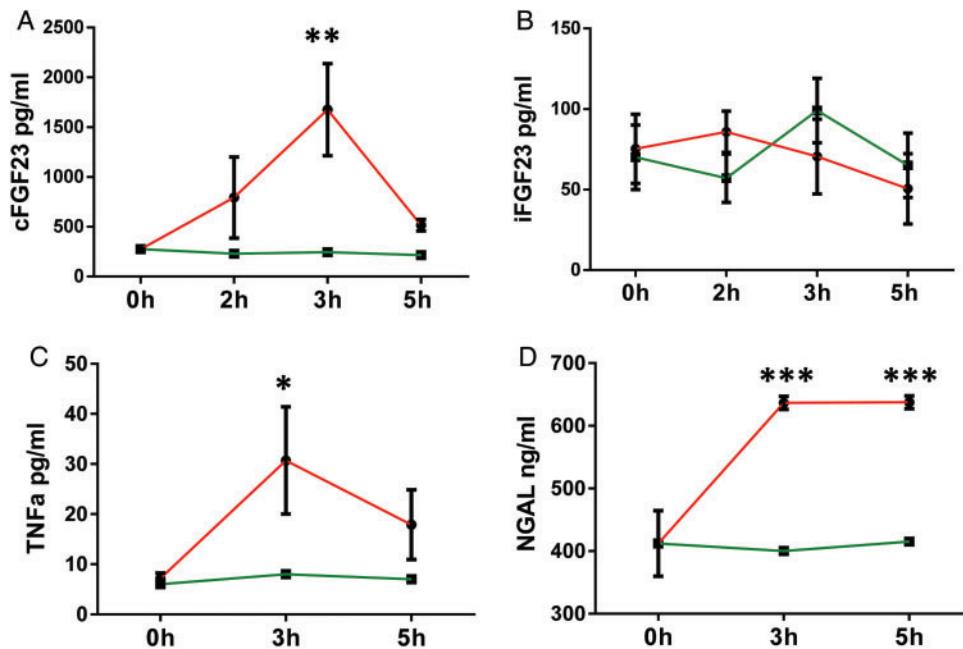 A
cFGF23 pg/ml
2500
2000
1500
1000
500
0
**
0h 2h 3h 5h
B
iFGF23 pg/ml
150
100
50
0
0h 2h 3h 5h
C
TNFa pg/ml
50
40
30
20
10
0
*
0h 3h 5h
D
NGAL ng/ml
700
600
500
400
300
*** ***
0h 3h 5h